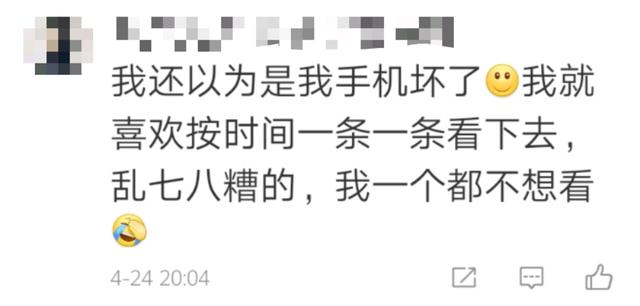 我还以为是我手机坏了🙂我就
喜欢按时间一条一条看下去，
乱七八糟的，我一个都不想看
🤣
4-24 20:04